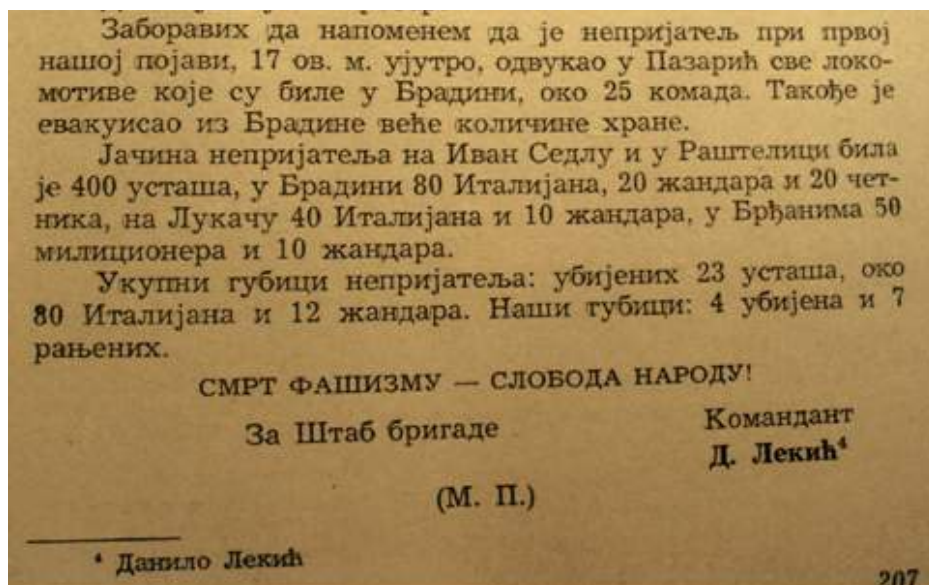 Заборавих да напоменем да је непријатељ при првој
нашој појави, 17 ов. м. ујутро, одвукао у Пазарић све локо-
мотиве које су биле у Брадини, око 25 комада. Такође је
евакуисао из Брадине веће количине хране.
Јачина непријатеља на Иван Седлу и у Раштелици била
је 400 усташа, у Брадини 80 Италијана, 20 жандара и 20 чет-
ника, на Лукачу 40 Италијана и 10 жандара, у Брђанима 50
милиционера и 10 жандара.
Укупни губици непријатеља: убијених 23 усташа, око
80 Италијана и 12 жандара. Наши губици: 4 убијена и 7
рањених.
СМРТ ФАШИЗМУ — СЛОБОДА НАРОДУ!
За Штаб бригаде
Командант
Д. Лекић⁴
(М. П.)
⁴ Данило Лекић
207